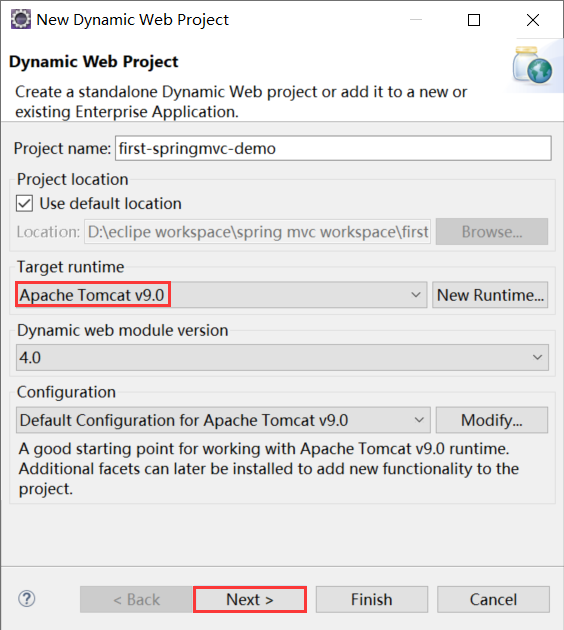 New Dynamic Web Project
Dynamic Web Project
Create a standalone Dynamic Web project or add it to a new or
existing Enterprise Application.
Project name: first-springmvc-demo
Project location
Use default location
Location: D:\eclipe workspace\spring mvc workspace\first Browse...
Target runtime
Apache Tomcat v9.0 New Runtime...
Dynamic web module version
4.0
Configuration
Default Configuration for Apache Tomcat v9.0 Modify...
A good starting point for working with Apache Tomcat v9.0 runtime.
Additional facets can later be installed to add new functionality to the
project.
? < Back Next > Finish Cancel